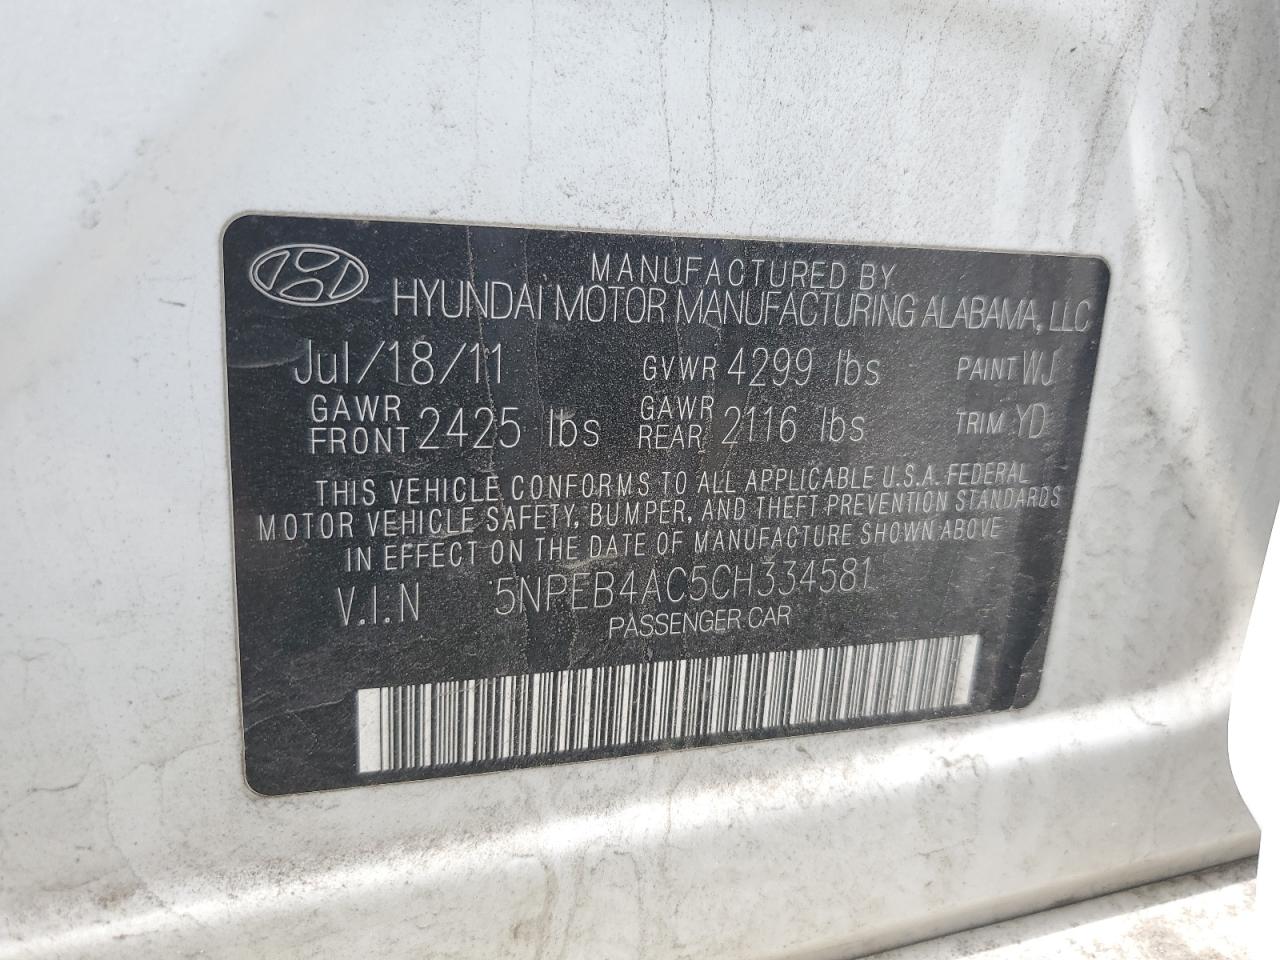 MANUFACTURED BY
HYUNDAI MOTOR MANUFACTURING ALABAMA, LLC
Jul/18/11 GVWR 4299 lbs PAINT WJ
GAWR FRONT 2425 lbs GAWR REAR 2116 lbs TRIM YD
THIS VEHICLE CONFORMS TO ALL APPLICABLE U.S.A. FEDERAL
MOTOR VEHICLE SAFETY, BUMPER, AND THEFT PREVENTION STANDARDS
IN EFFECT ON THE DATE OF MANUFACTURE SHOWN ABOVE
V.I.N 5NPEB4AC5CH334581
PASSENGER CAR